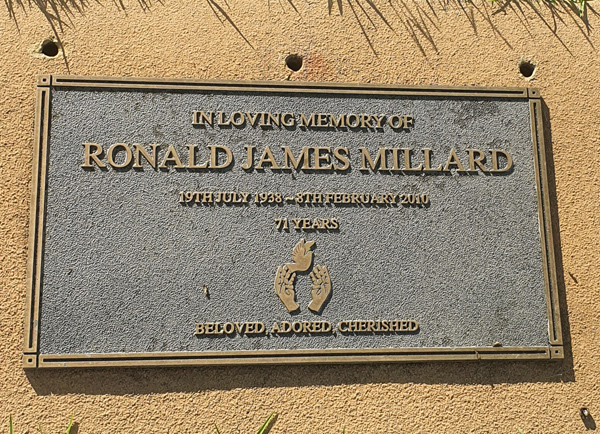 IN LOVING MEMORY OF
RONALD JAMES MILLARD
19TH JULY 1938 ~ 8TH FEBRUARY 2010
71 YEARS
BELOVED, ADORED, CHERISHED